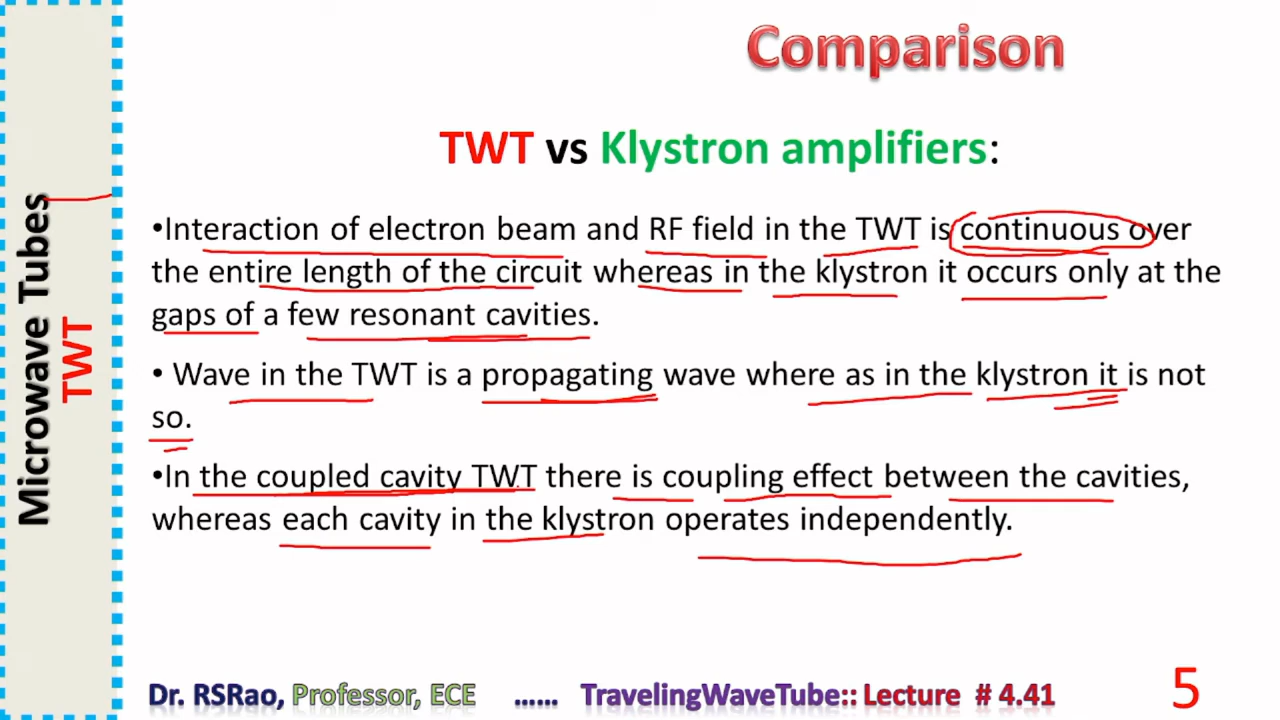 Comparison
TWT vs Klystron amplifiers:
•Interaction of electron beam and RF field in the TWT is continuous over
the entire length of the circuit whereas in the klystron it occurs only at the
gaps of a few resonant cavities.
• Wave in the TWT is a propagating wave where as in the klystron it is not
so.
•In the coupled cavity TWT there is coupling effect between the cavities,
whereas each cavity in the klystron operates independently.
Microwave Tubes
TWT
Dr. RSRao, Professor, ECE ...... TravelingWaveTube:: Lecture # 4.41
5